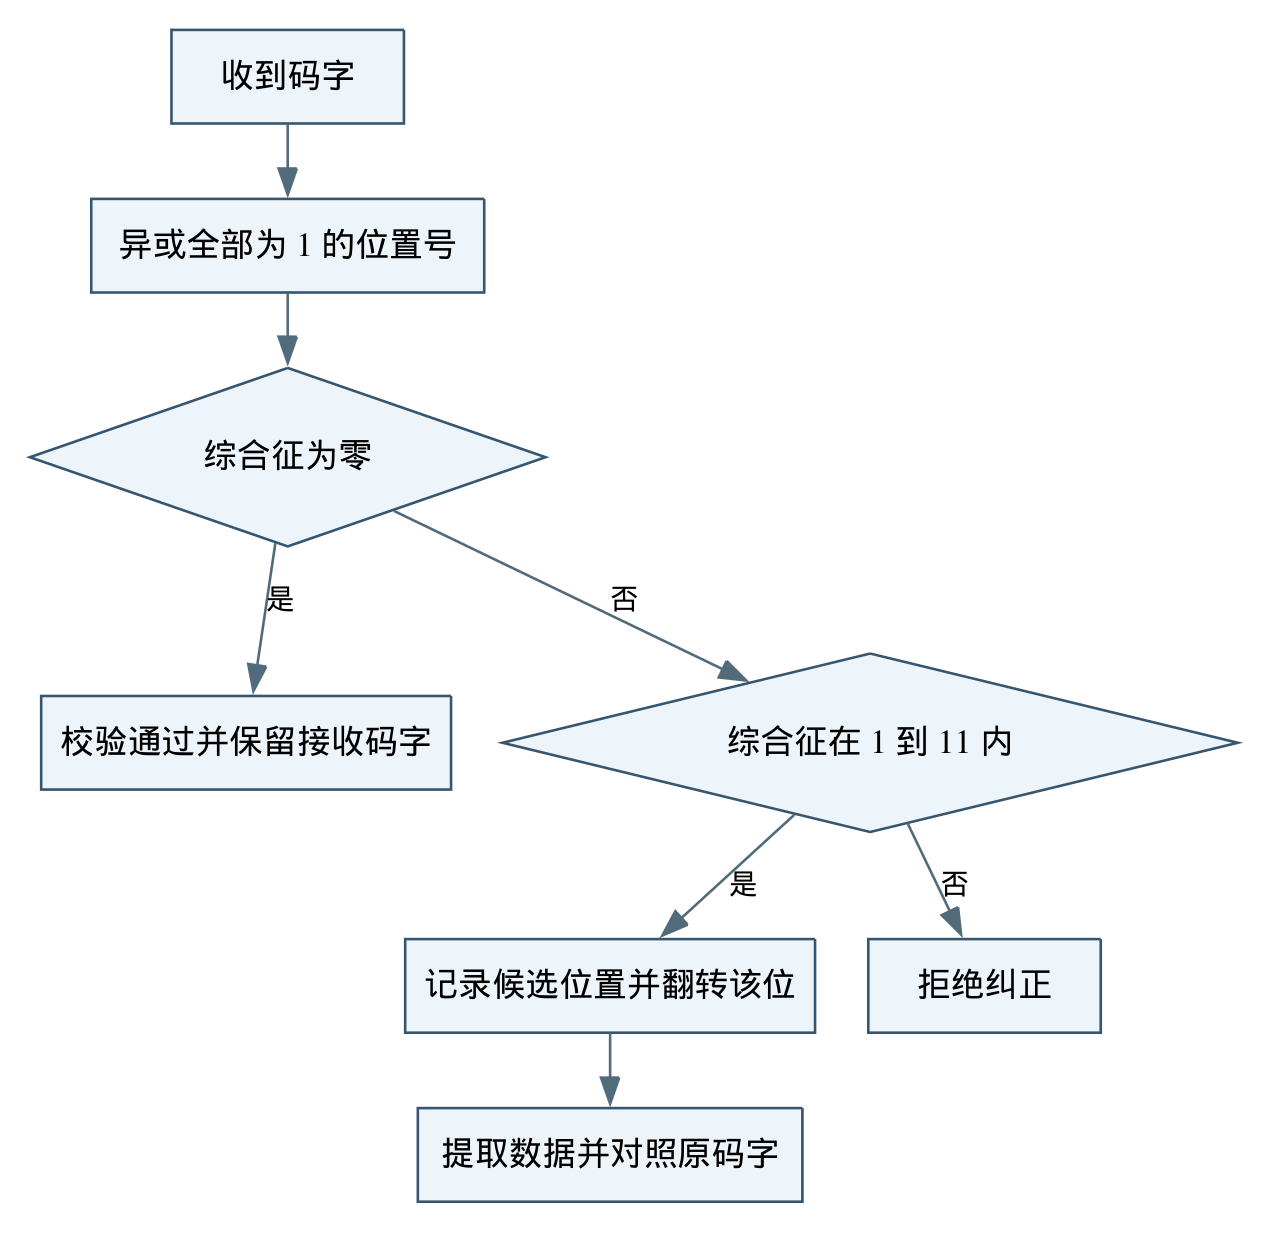 收到码字
异或全部为 1 的位置号
综合征为零
是
否
校验通过并保留接收码字
综合征在 1 到 11 内
是
否
记录候选位置并翻转该位
拒绝纠正
提取数据并对照原码字